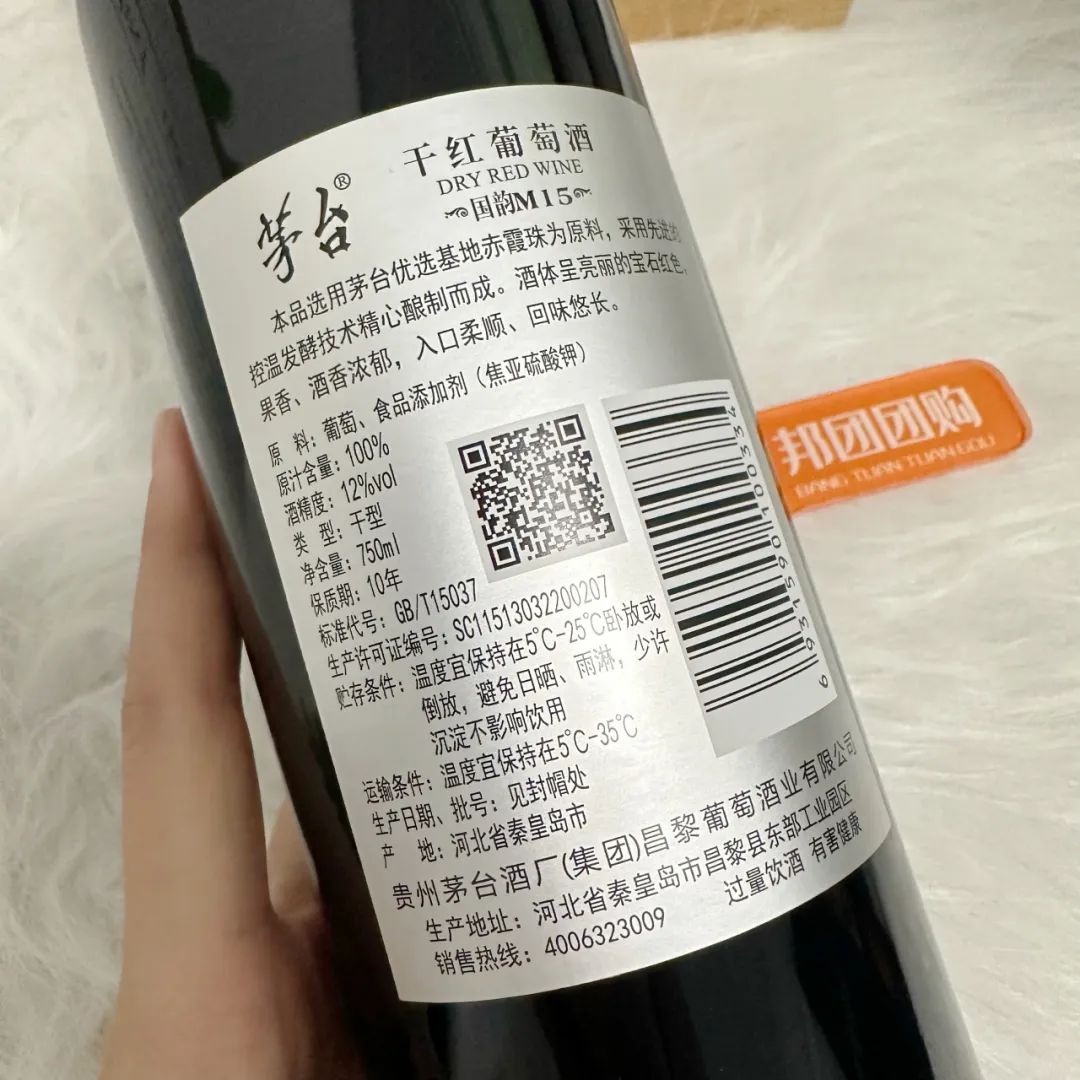 茅台®
干红葡萄酒
DRY RED WINE
国韵M15
本品选用茅台优选基地赤霞珠为原料，采用先进的
控温发酵技术精心酿制而成。酒体呈亮丽的宝石红色，
果香、酒香浓郁，入口柔顺、回味悠长。
原 料：葡萄、食品添加剂（焦亚硫酸钾）
原汁含量：100%
酒精度：12%vol
类 型：干型
净含量：750ml
保质期：10年
标准代号：GB/T15037
生产许可证编号：SC11513032200207
贮存条件：温度宜保持在5℃-25℃卧放或
倒放，避免日晒、雨淋，少许
沉淀不影响饮用
运输条件：温度宜保持在5℃-35℃
生产日期、批号：见封帽处
产 地：河北省秦皇岛市
贵州茅台酒厂(集团)昌黎葡萄酒业有限公司
生产地址：河北省秦皇岛市昌黎县东部工业园区
销售热线：4006323009
过量饮酒 有害健康
6 931590 100334
邦团团购
BANG TUAN TUAN GOU